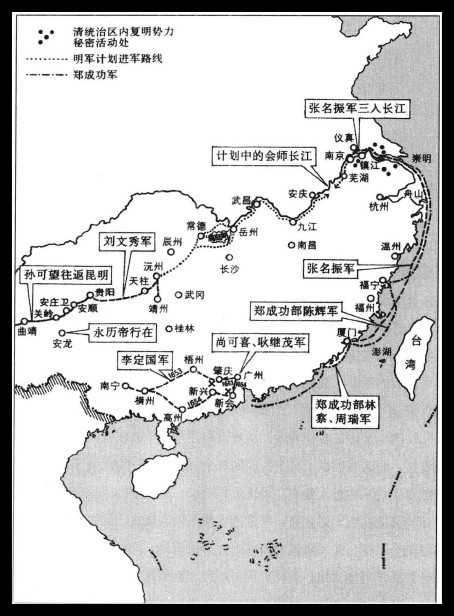 清统治区内复明势力
秘密活动处
明军计划进军路线
郑成功军
张名振军三入长江
仪真
南京
镇江
崇明
计划中的会师长江
芜湖
安庆
杭州
舟山
武昌
常德
岳州
九江
刘文秀军
辰州
南昌
温州
长沙
张名振军
孙可望往返昆明
沅州
天柱
武冈
福宁
贵阳
靖州
郑成功部陈辉军
安庄卫
安顺
关岭
福州
曲靖
永历帝行在
桂林
尚可喜、耿继茂军
厦门
安龙
澎湖
台
湾
李定国军
梧州
1653
肇庆
广州
南宁
横州
新兴
新会
1654
高州
郑成功部林
察、周瑞军